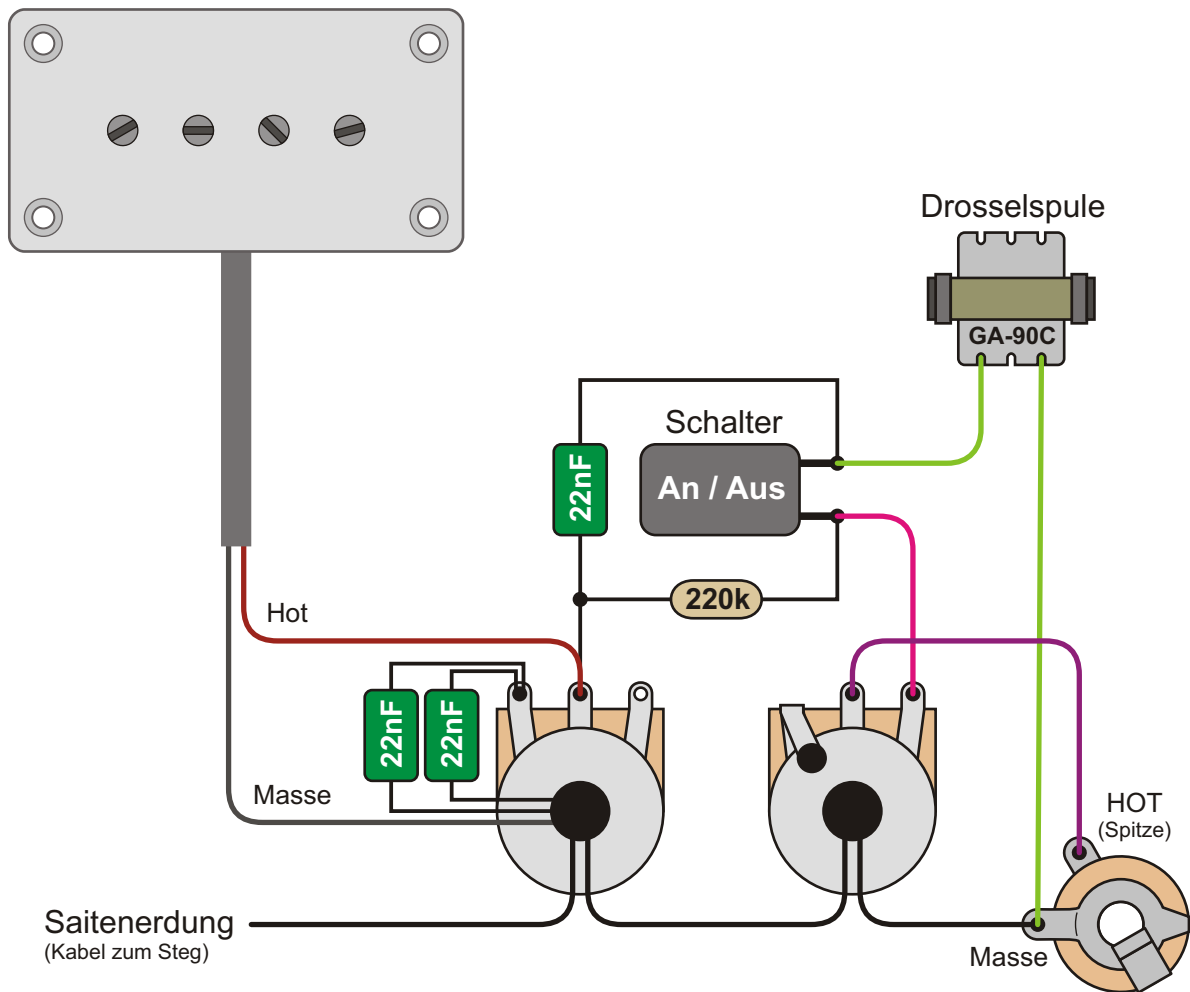 Drosselspule
GA-90C
Schalter
An / Aus
22nF
220k
Hot
22nF
22nF
Masse
HOT
(Spitze)
Saitenerdung
(Kabel zum Steg)
Masse